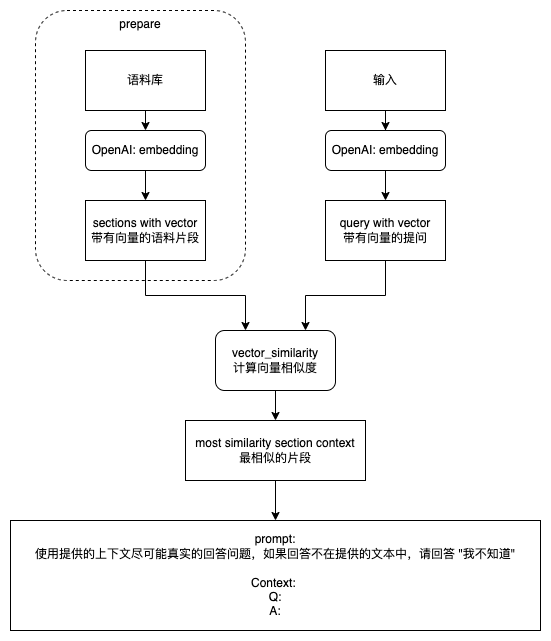 prepare
语料库
OpenAI: embedding
sections with vector
带有向量的语料片段
输入
OpenAI: embedding
query with vector
带有向量的提问
vector_similarity
计算向量相似度
most similarity section context
最相似的片段
prompt:
使用提供的上下文尽可能真实的回答问题，如果回答不在提供的文本中，请回答 "我不知道"
Context:
Q:
A: